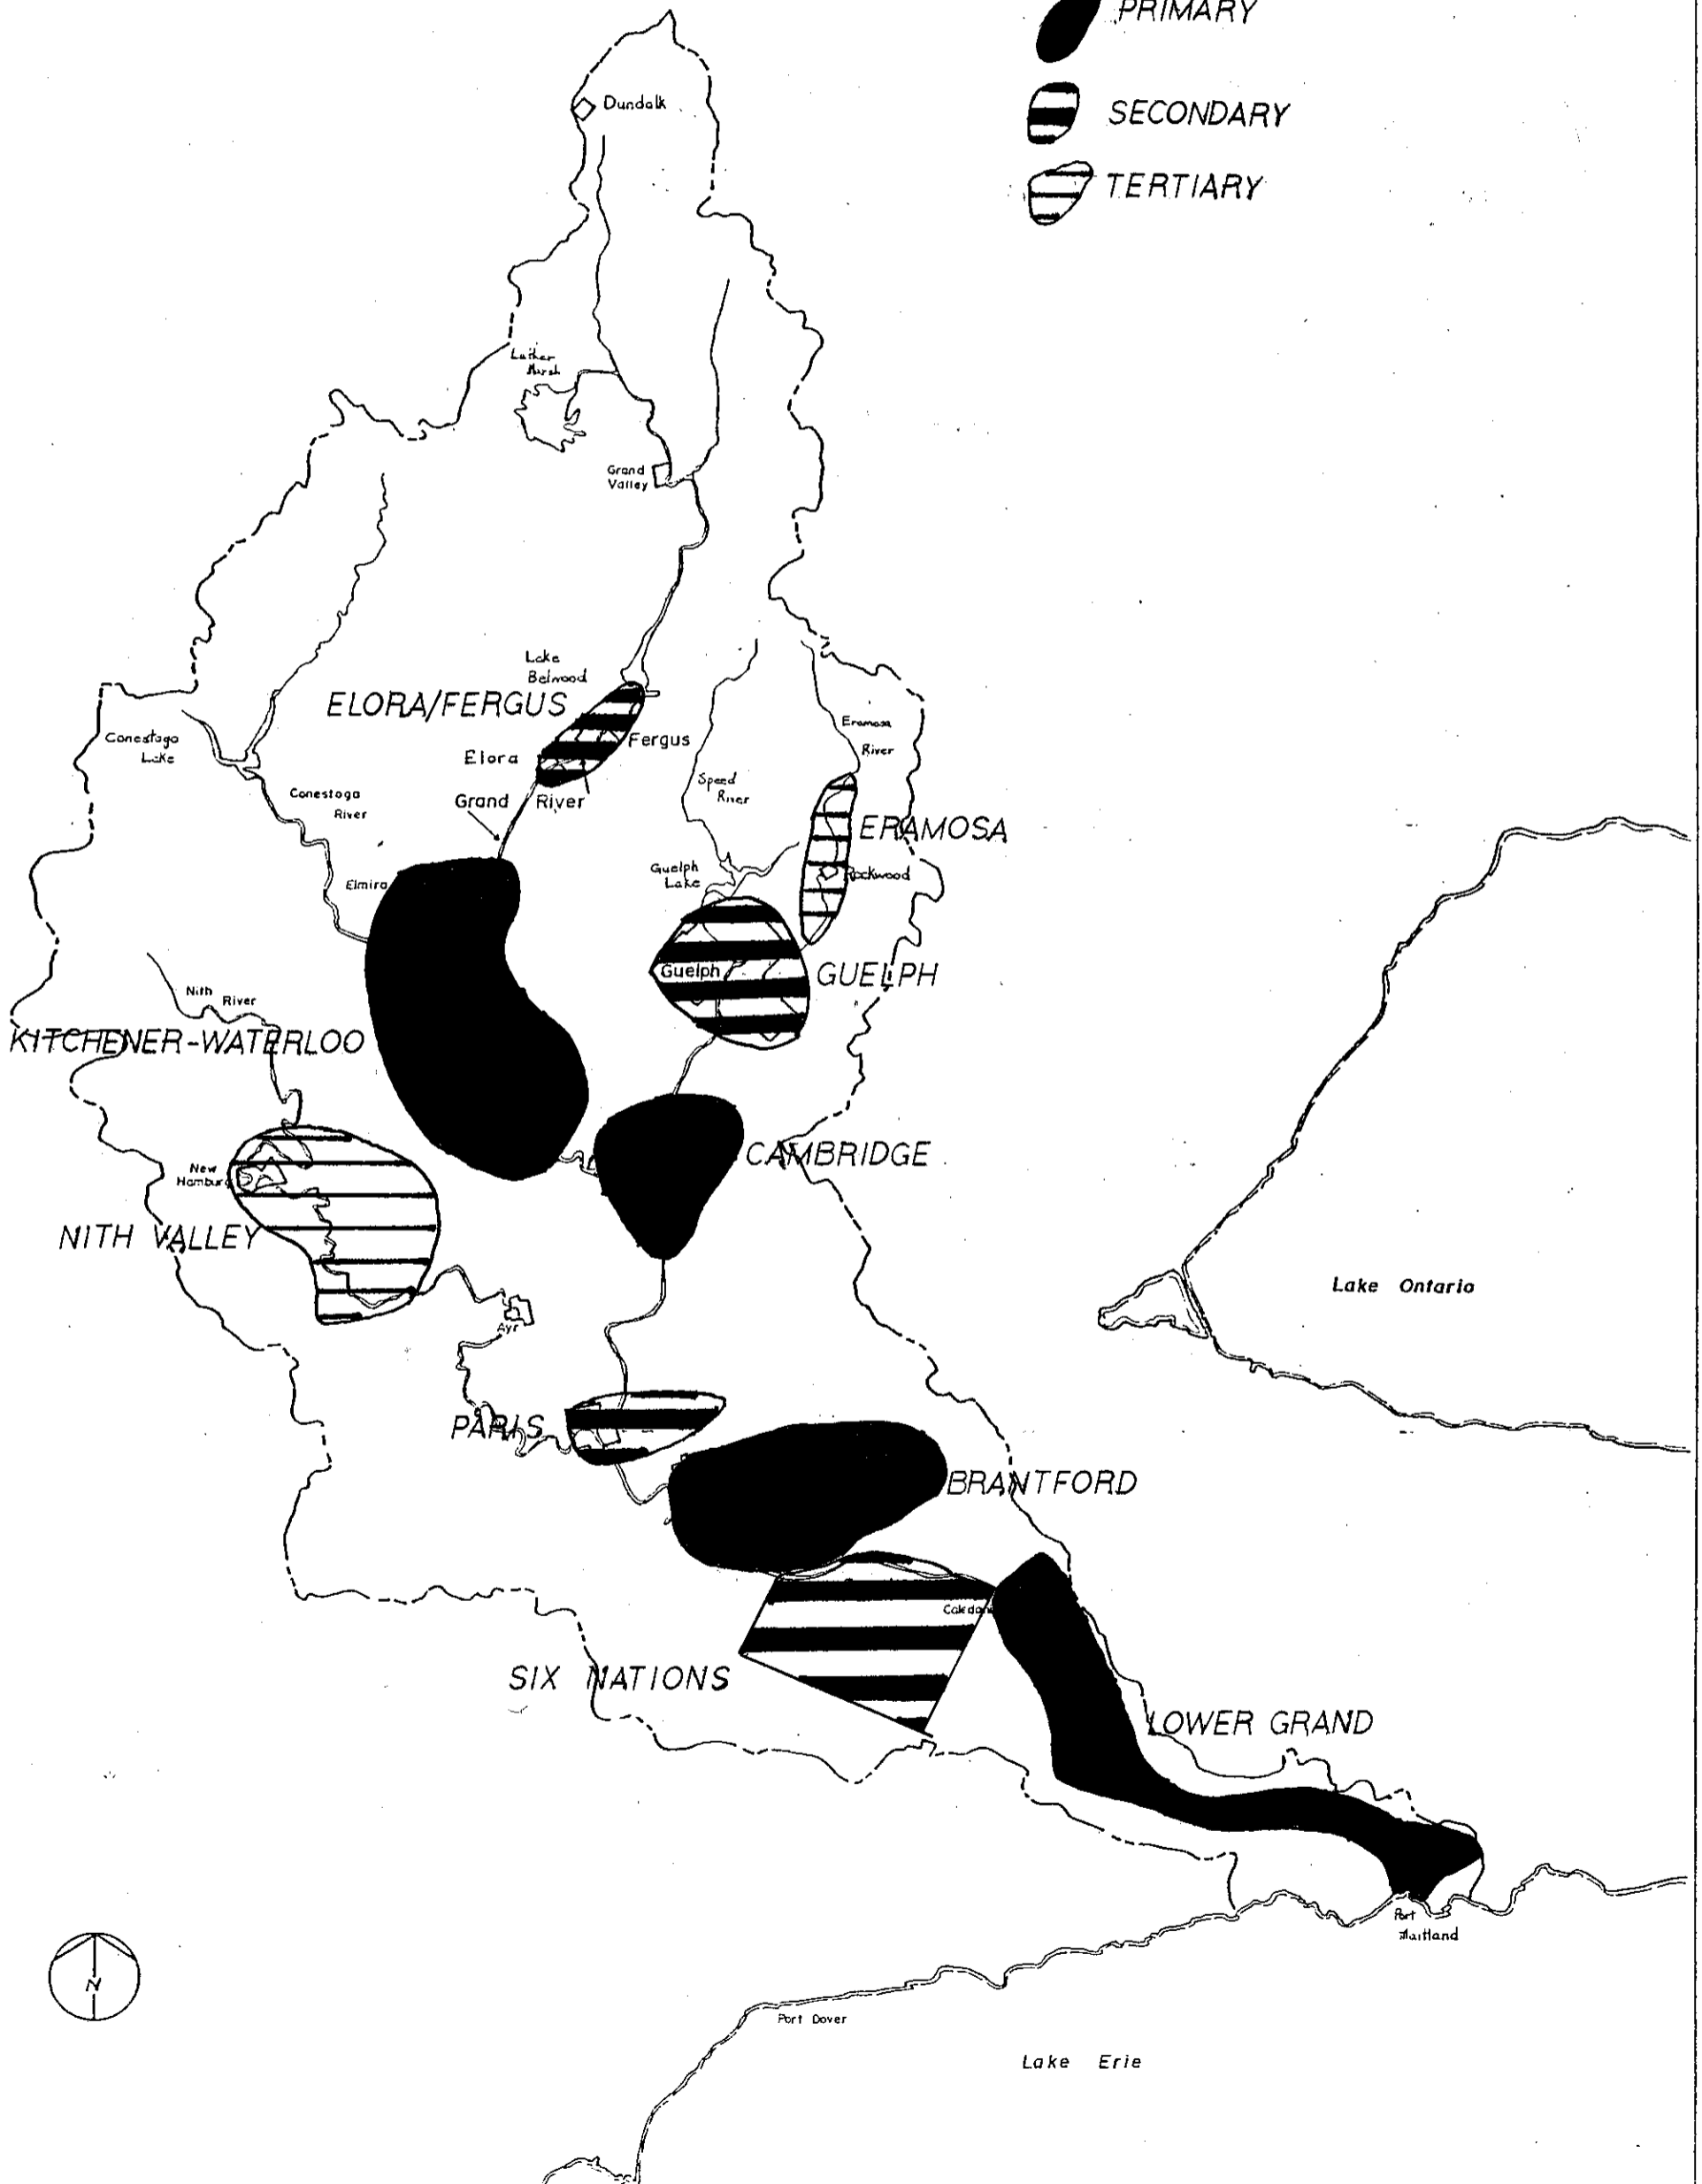 PRIMARY
SECONDARY
TERTIARY
Dundalk
Luther
Marsh
Grand
Valley
Lake
Belwood
ELORA/FERGUS
Fergus
Elora
Grand River
Conestogo
Lake
Conestoga
River
Eramosa
River
Speed
River
ERAMOSA
Rockwood
Guelph
Lake
Elmira
Guelph
GUELPH
Nith River
KITCHENER-WATERLOO
CAMBRIDGE
New
Hamburg
NITH VALLEY
Ayr
Lake Ontario
PARIS
BRANTFORD
Caledoni
SIX NATIONS
LOWER GRAND
Port
Maitland
N
Port Dover
Lake Erie